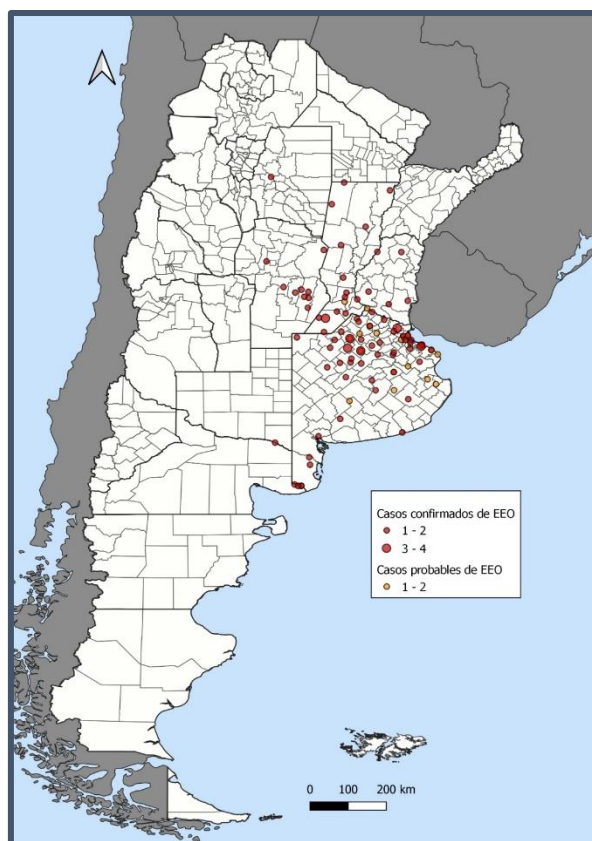 Casos confirmados de EEO
1 - 2
3 - 4
Casos probables de EEO
1 - 2
0 100 200 km